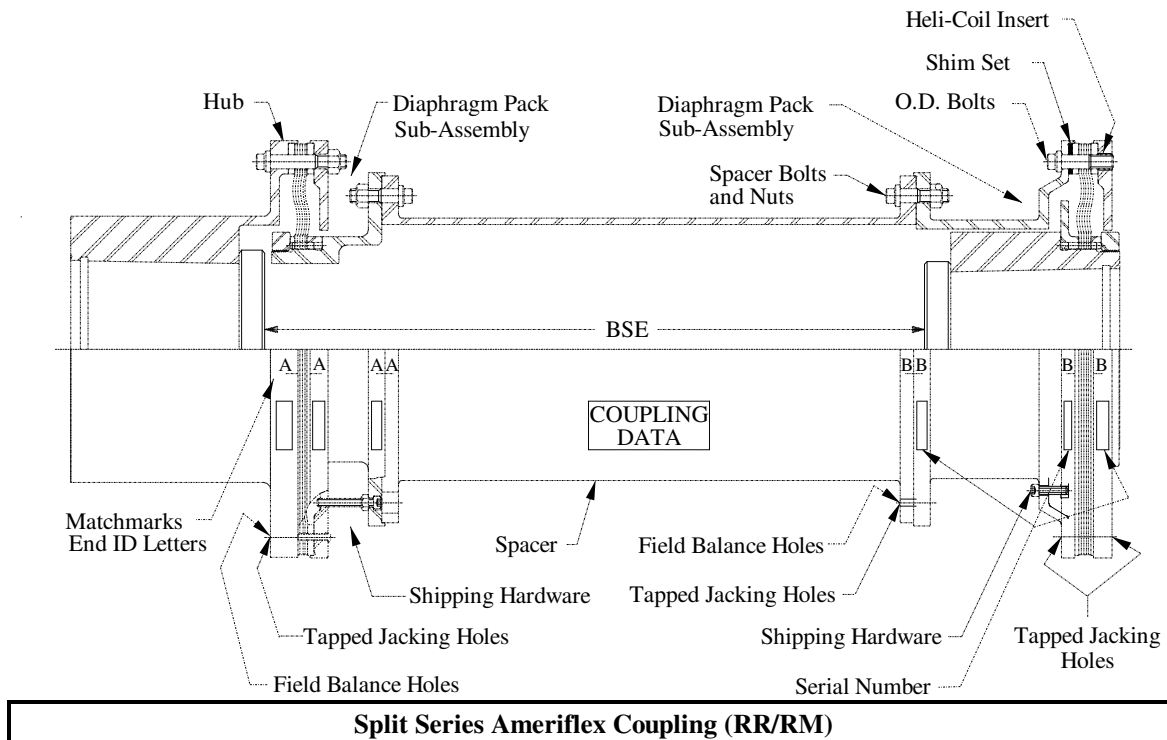 Heli-Coil Insert
Shim Set
Hub
Diaphragm Pack
Sub-Assembly
Diaphragm Pack
Sub-Assembly
O.D. Bolts
Spacer Bolts
and Nuts
BSE
A A A A B B B B
COUPLING
DATA
Matchmarks
End ID Letters
Spacer
Field Balance Holes
Shipping Hardware
Tapped Jacking Holes
Tapped Jacking Holes
Shipping Hardware
Tapped Jacking
Holes
Field Balance Holes
Serial Number
Split Series Ameriflex Coupling (RR/RM)